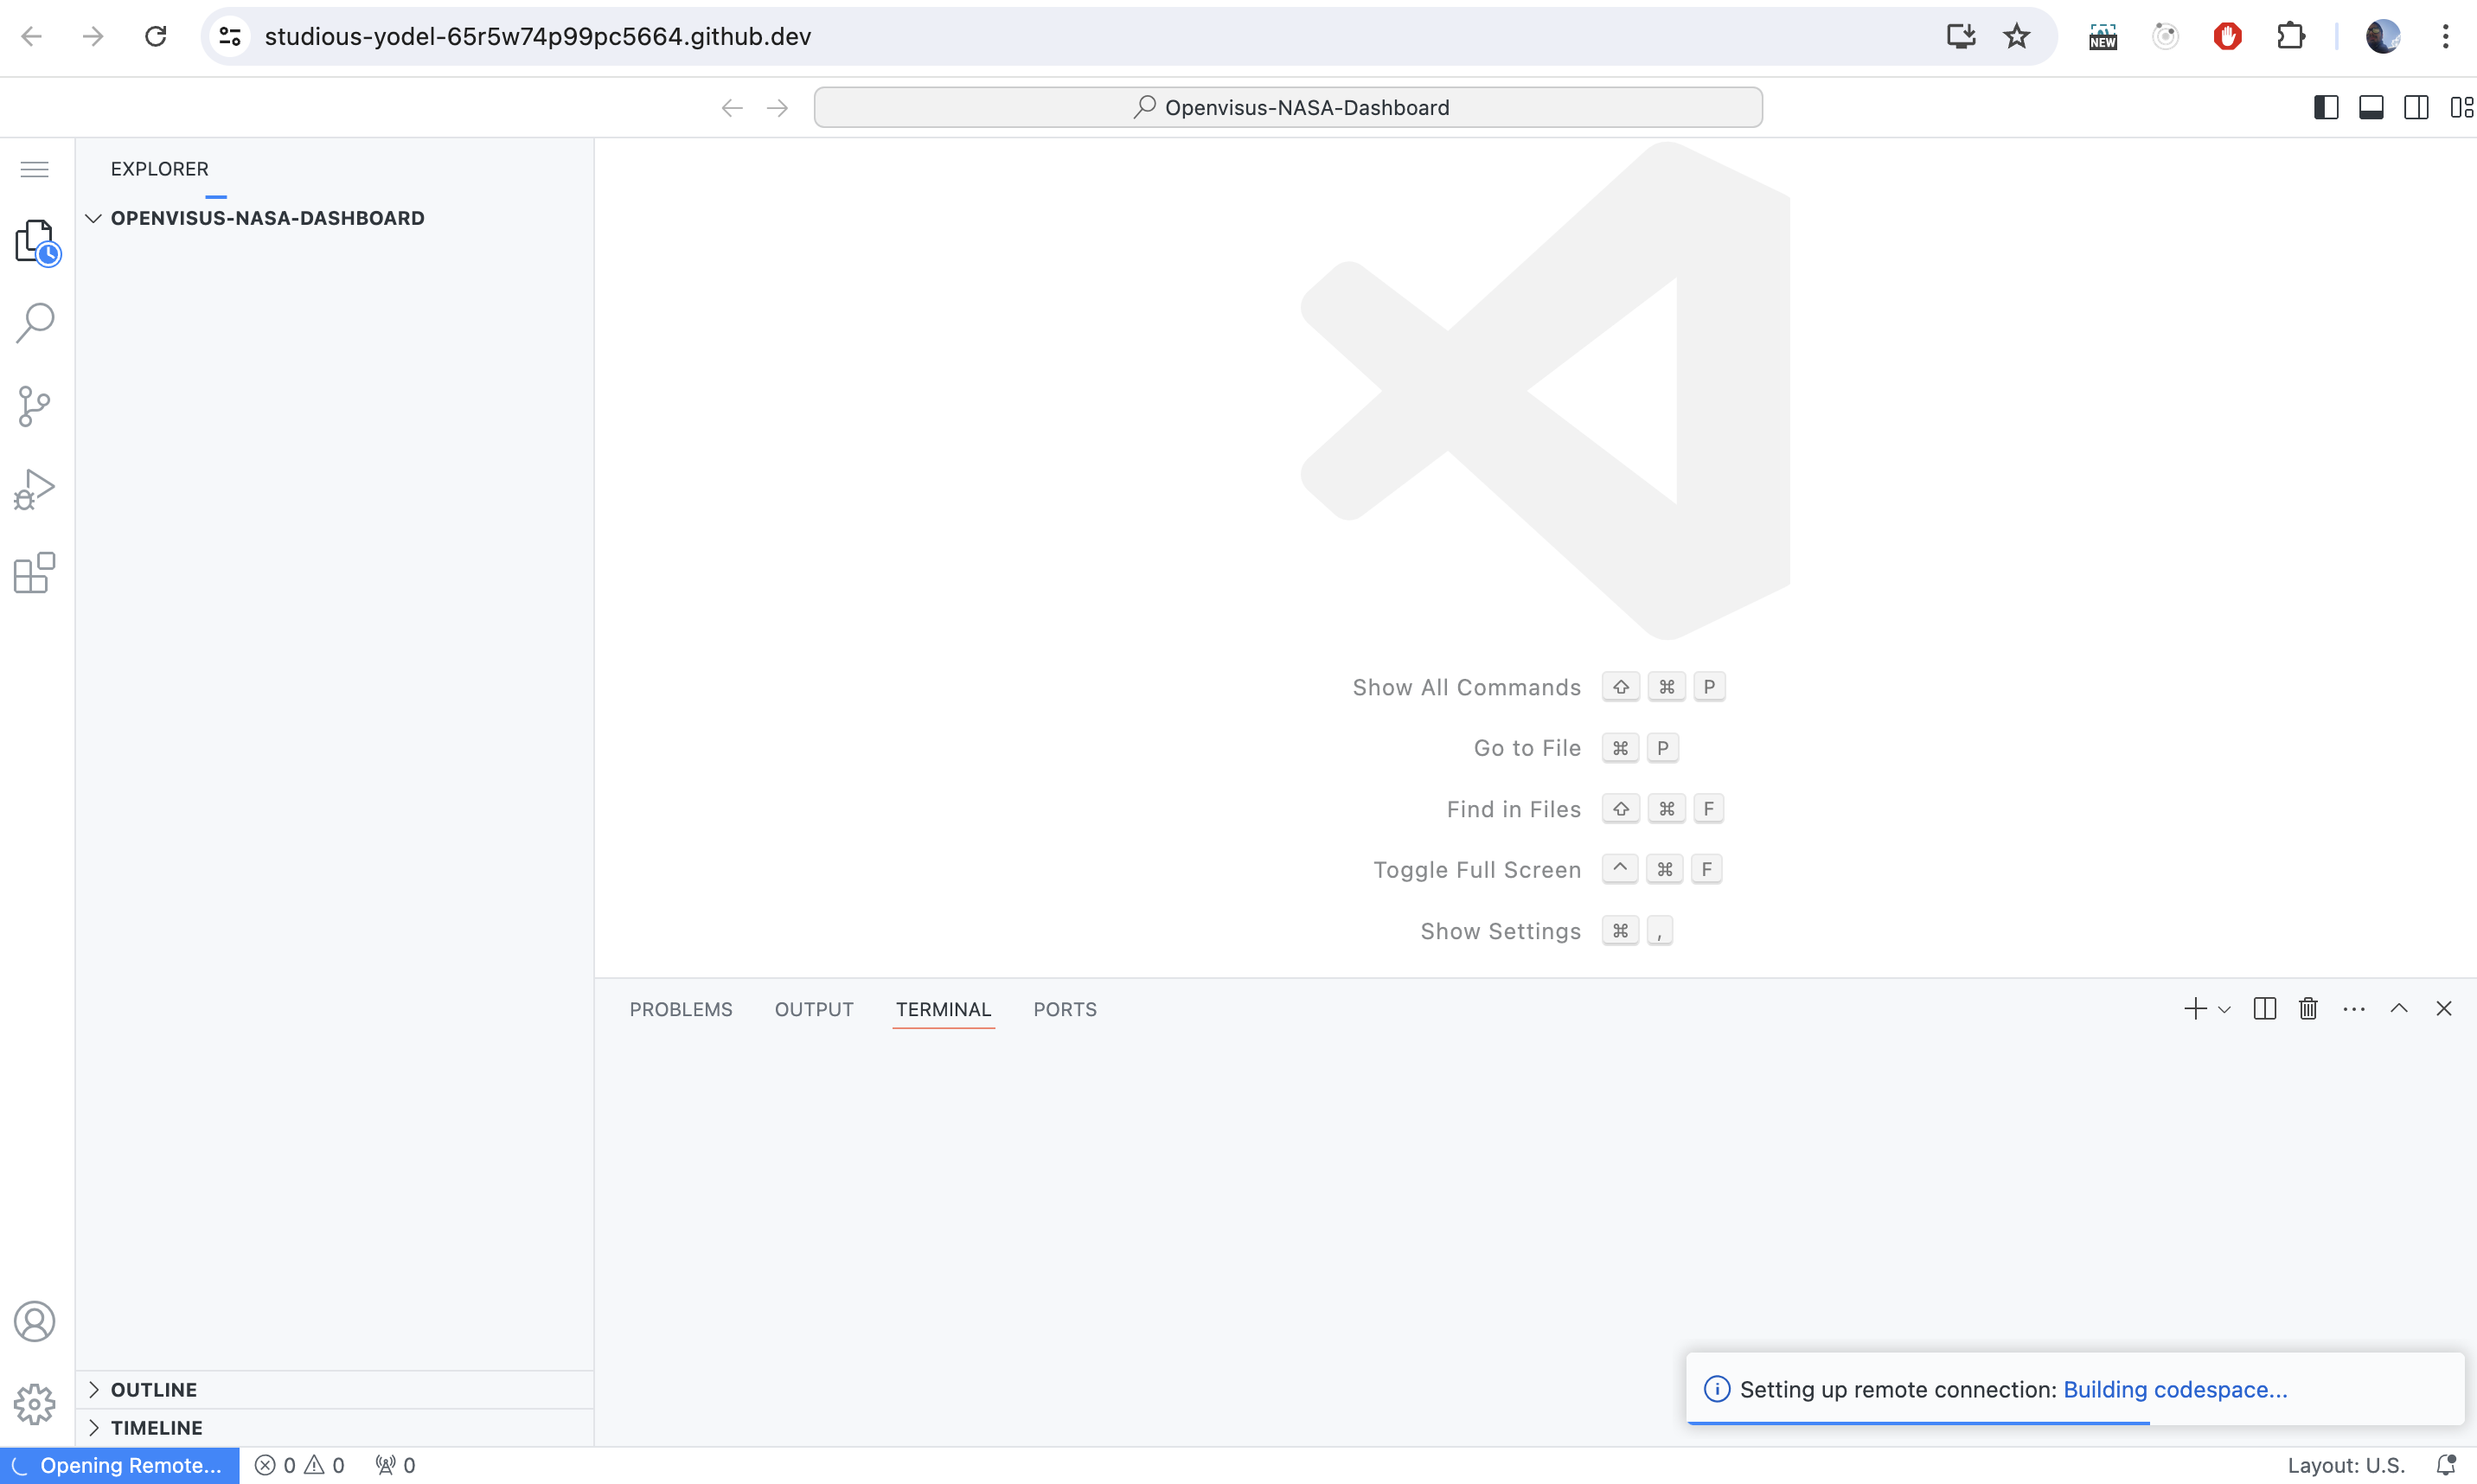 studious-yodel-65r5w74p99pc5664.github.dev
NEW
Openvisus-NASA-Dashboard
EXPLORER
OPENVISUS-NASA-DASHBOARD
Show All Commands ⇧ ⌘ P
Go to File ⌘ P
Find in Files ⇧ ⌘ F
Toggle Full Screen ^ ⌘ F
Show Settings ⌘ ,
PROBLEMS OUTPUT TERMINAL PORTS
Setting up remote connection: Building codespace...
OUTLINE
TIMELINE
Opening Remote... 0 0 0 Layout: U.S.